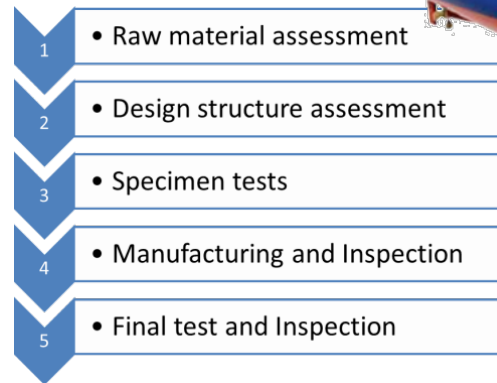 1
• Raw material assessment
2
• Design structure assessment
3
• Specimen tests
4
• Manufacturing and Inspection
5
• Final test and Inspection